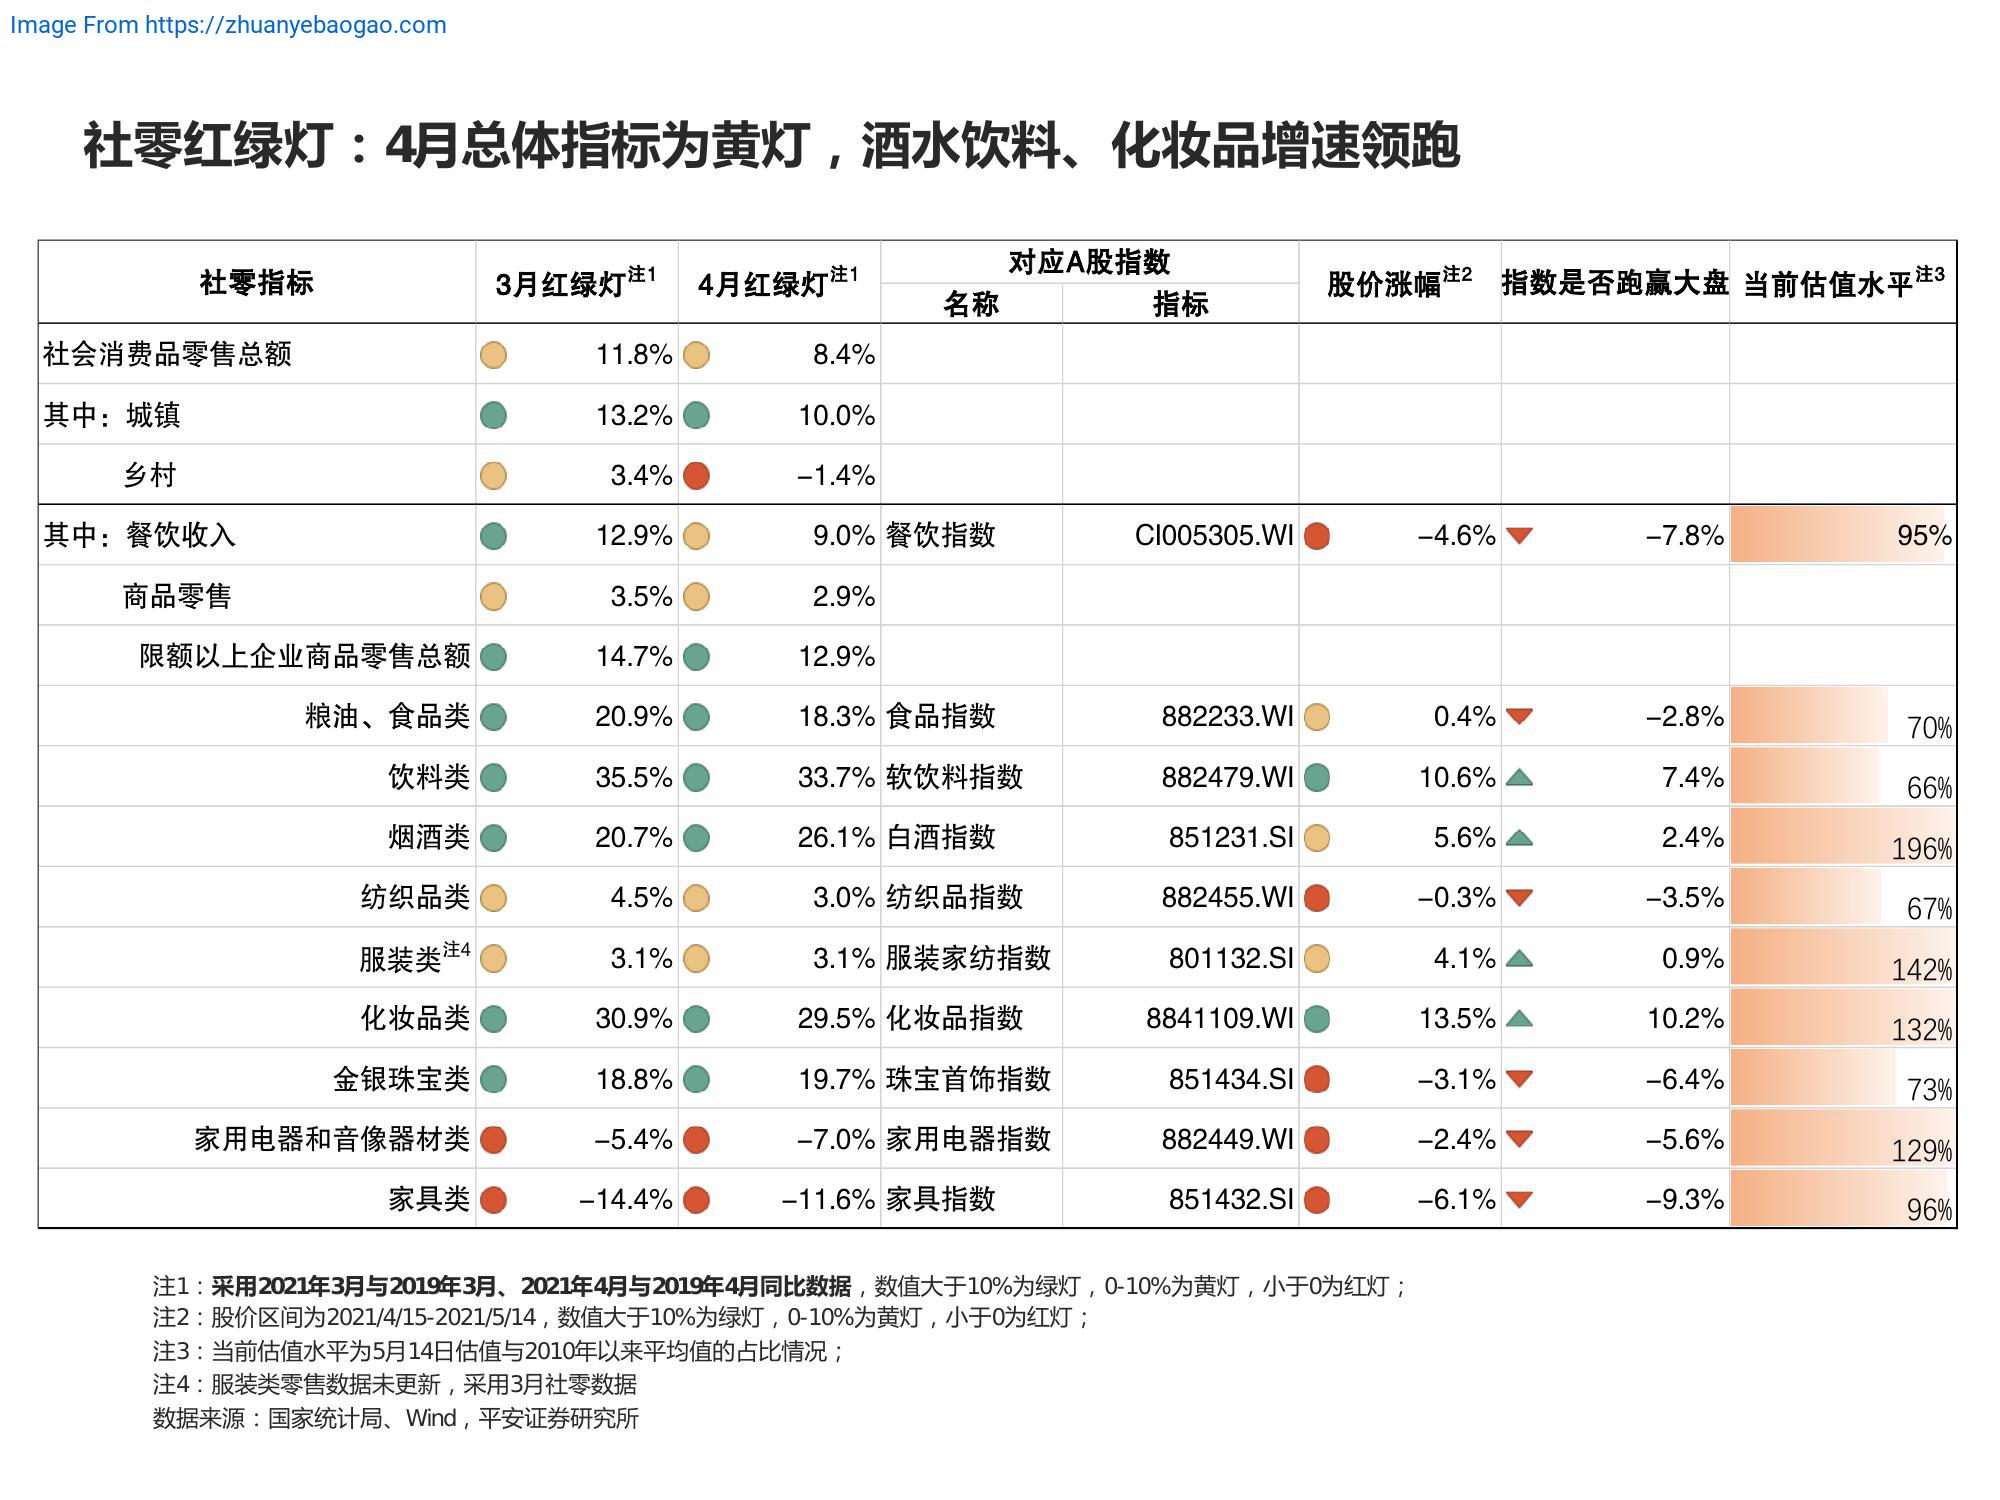 Image From https://zhuanyebaogao.com
社零红绿灯：4月总体指标为黄灯，酒水饮料、化妆品增速领跑
社零指标 3月红绿灯注1 4月红绿灯注1 对应A股指数 股价涨幅注2 指数是否跑赢大盘 当前估值水平注3
名称 指标
社会消费品零售总额 11.8% 8.4%
其中：城镇 13.2% 10.0%
乡村 3.4% −1.4%
其中：餐饮收入 12.9% 9.0% 餐饮指数 CI005305.WI −4.6% −7.8% 95%
商品零售 3.5% 2.9%
限额以上企业商品零售总额 14.7% 12.9%
粮油、食品类 20.9% 18.3% 食品指数 882233.WI 0.4% −2.8% 70%
饮料类 35.5% 33.7% 软饮料指数 882479.WI 10.6% 7.4% 66%
烟酒类 20.7% 26.1% 白酒指数 851231.SI 5.6% 2.4% 196%
纺织品类 4.5% 3.0% 纺织品指数 882455.WI −0.3% −3.5% 67%
服装类注4 3.1% 3.1% 服装家纺指数 801132.SI 4.1% 0.9% 142%
化妆品类 30.9% 29.5% 化妆品指数 8841109.WI 13.5% 10.2% 132%
金银珠宝类 18.8% 19.7% 珠宝首饰指数 851434.SI −3.1% −6.4% 73%
家用电器和音像器材类 −5.4% −7.0% 家用电器指数 882449.WI −2.4% −5.6% 129%
家具类 −14.4% −11.6% 家具指数 851432.SI −6.1% −9.3% 96%
注1：采用2021年3月与2019年3月、2021年4月与2019年4月同比数据，数值大于10%为绿灯，0-10%为黄灯，小于0为红灯；
注2：股价区间为2021/4/15-2021/5/14，数值大于10%为绿灯，0-10%为黄灯，小于0为红灯；
注3：当前估值水平为5月14日估值与2010年以来平均值的占比情况；
注4：服装类零售数据未更新，采用3月社零数据
数据来源：国家统计局、Wind，平安证券研究所